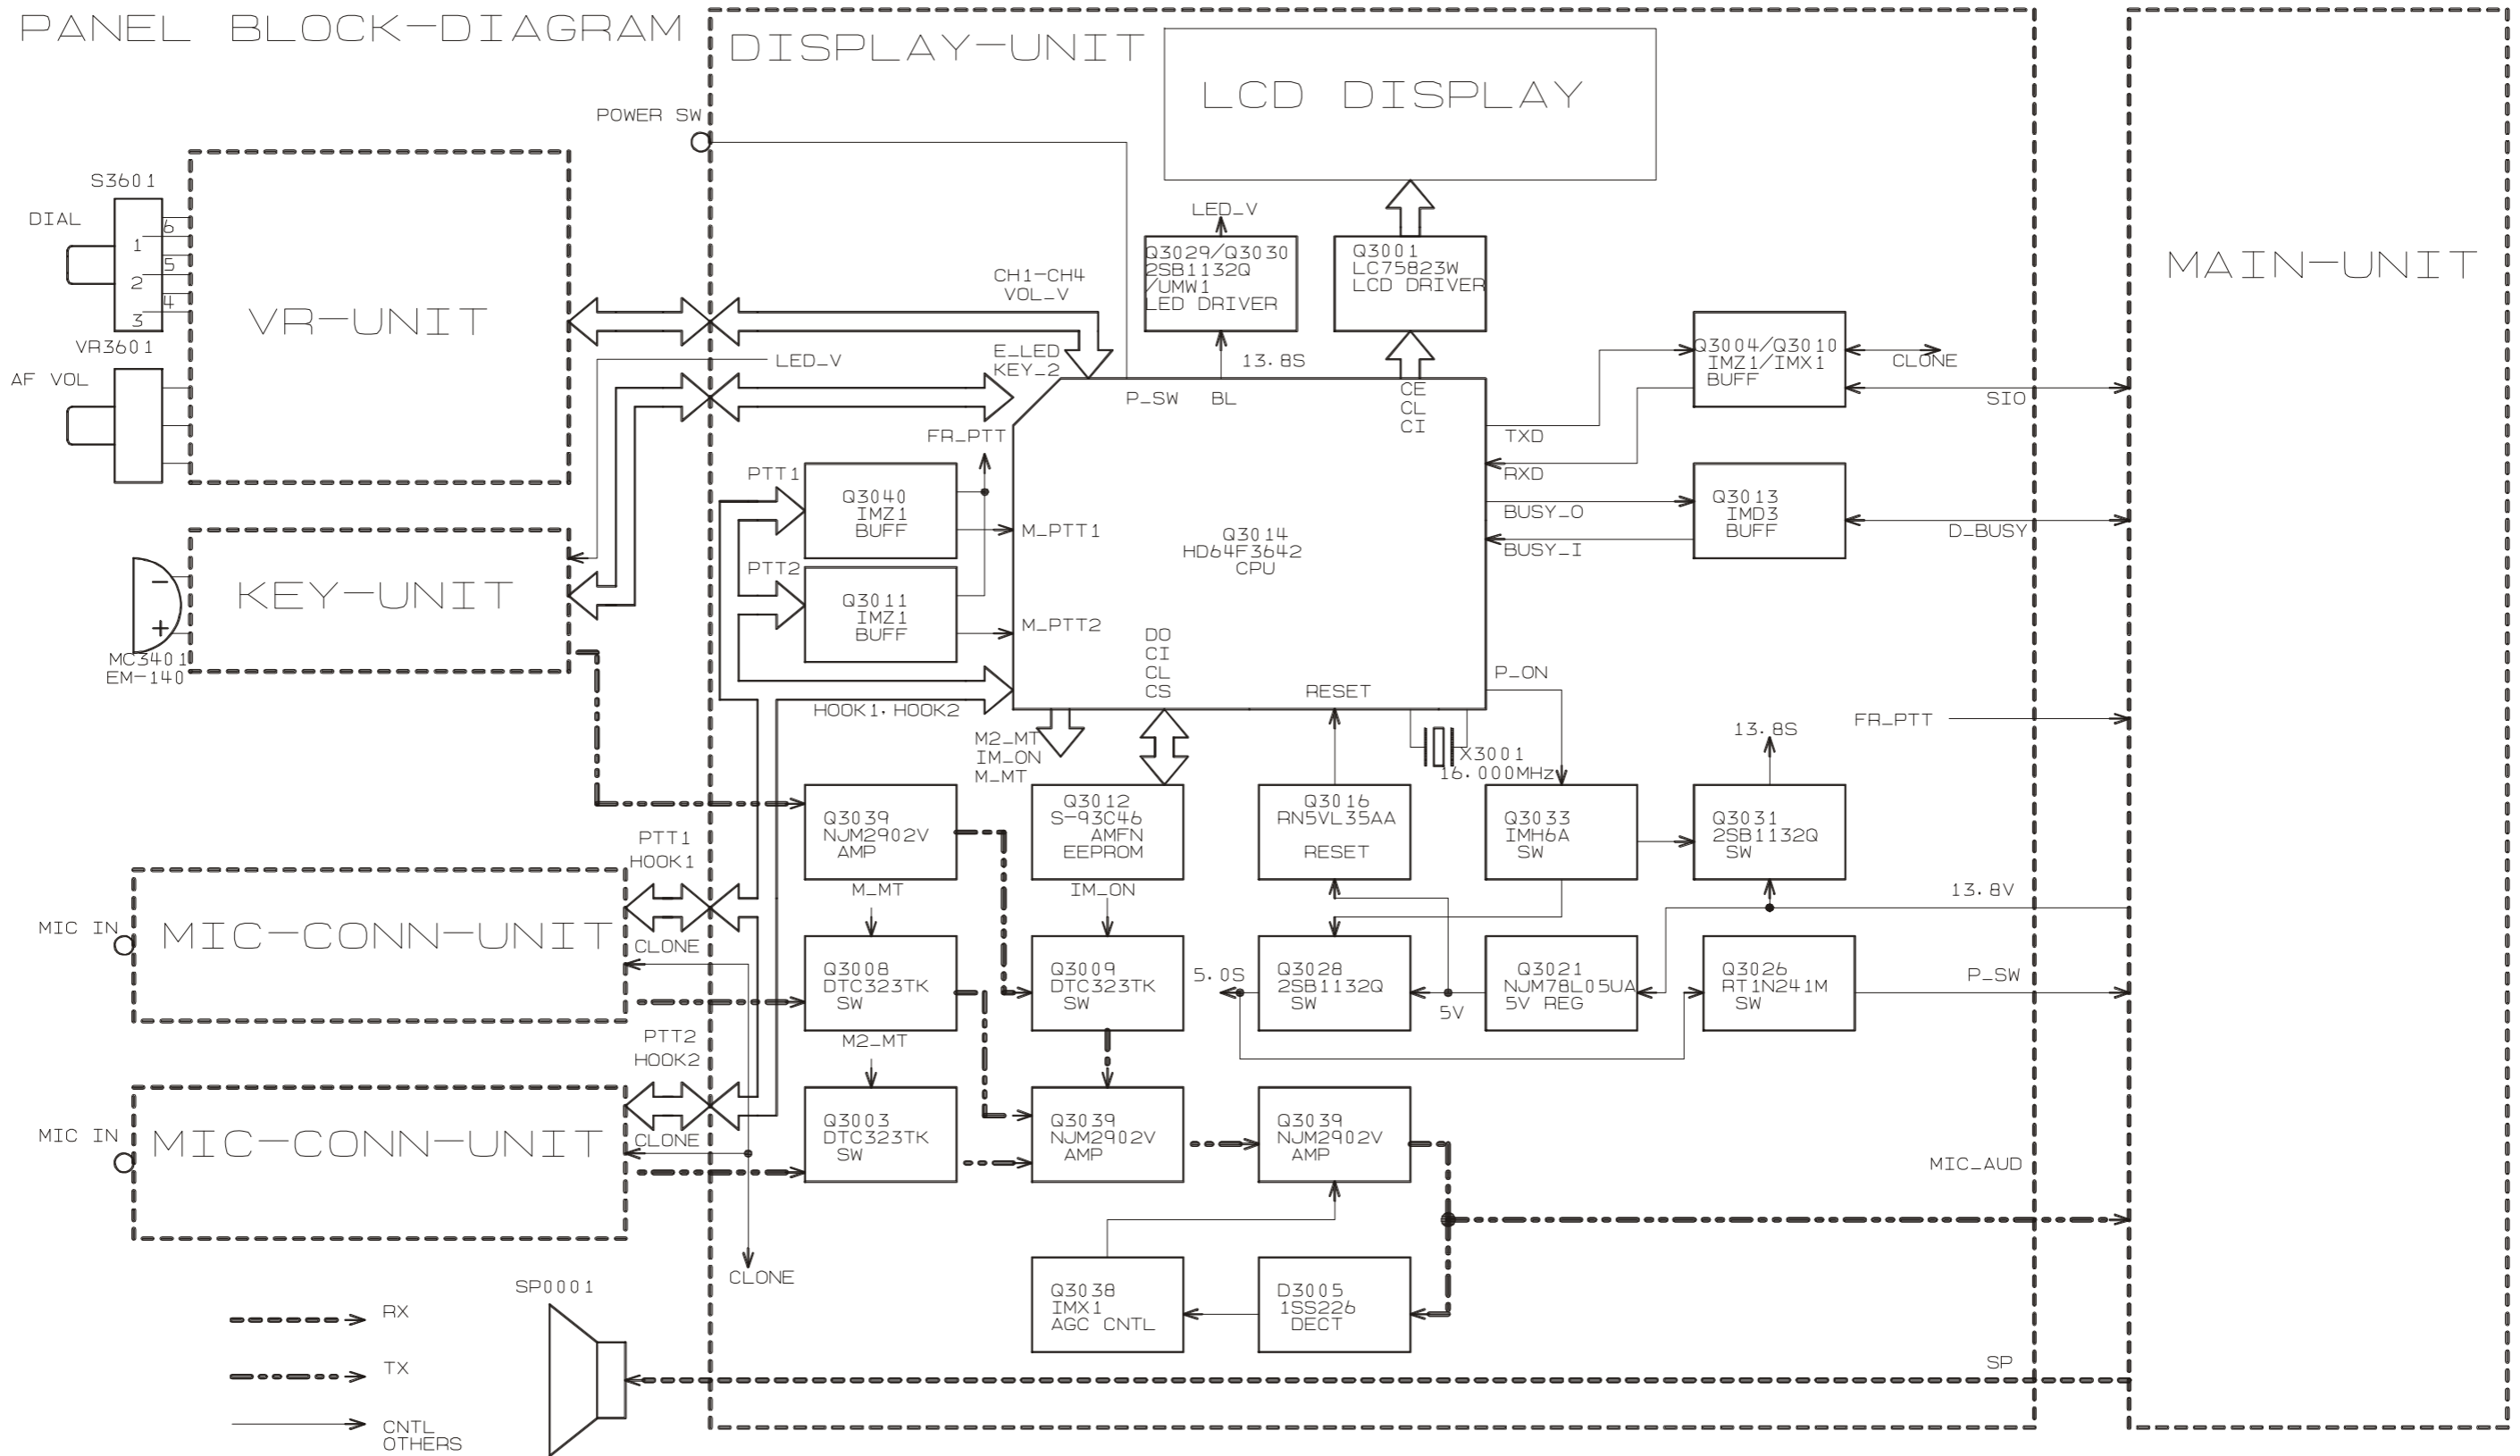 PANEL BLOCK-DIAGRAM
DISPLAY-UNIT
LCD DISPLAY
MAIN-UNIT
POWER SW
S3601
DIAL
6
1
5
2
4
3
VR3601
AF VOL
VR-UNIT
LED_V
Q3029/Q3030
2SB1132Q
/UMW1
LED DRIVER
Q3001
LC75823W
LCD DRIVER
CH1-CH4
VOL_V
LED_V
E_LED
KEY_2
13.8S
P_SW
BL
CE
CL
CI
Q3004/Q3010
IMZ1/IMX1
BUFF
CLONE
SIO
TXD
RXD
BUSY_O
BUSY_I
Q3013
IMD3
BUFF
D_BUSY
FR_PTT
PTT1
Q3040
IMZ1
BUFF
M_PTT1
PTT2
Q3011
IMZ1
BUFF
M_PTT2
Q3014
HD64F3642
CPU
KEY-UNIT
-
+
MC3401
EM-140
DO
CI
CL
CS
RESET
P_ON
HOOK1.HOOK2
M2_MT
IM_ON
M_MT
X3001
16.000MHz
FR_PTT
13.8S
Q3039
NJM2902V
AMP
Q3012
S-93C46
AMFN
EEPROM
Q3016
RN5VL35AA
RESET
Q3033
IMH6A
SW
Q3031
2SB1132Q
SW
PTT1
HOOK1
M_MT
IM_ON
13.8V
MIC IN
MIC-CONN-UNIT
CLONE
Q3008
DTC323TK
SW
Q3009
DTC323TK
SW
5.0S
Q3028
2SB1132Q
SW
5V
Q3021
NJM78L05UA
5V REG
Q3026
RT1N241M
SW
P_SW
PTT2
HOOK2
M2_MT
MIC IN
MIC-CONN-UNIT
CLONE
Q3003
DTC323TK
SW
Q3039
NJM2902V
AMP
Q3039
NJM2902V
AMP
MIC_AUD
CLONE
Q3038
IMX1
AGC CNTL
D3005
1SS226
DECT
SP0001
SP
RX
TX
CNTL
OTHERS